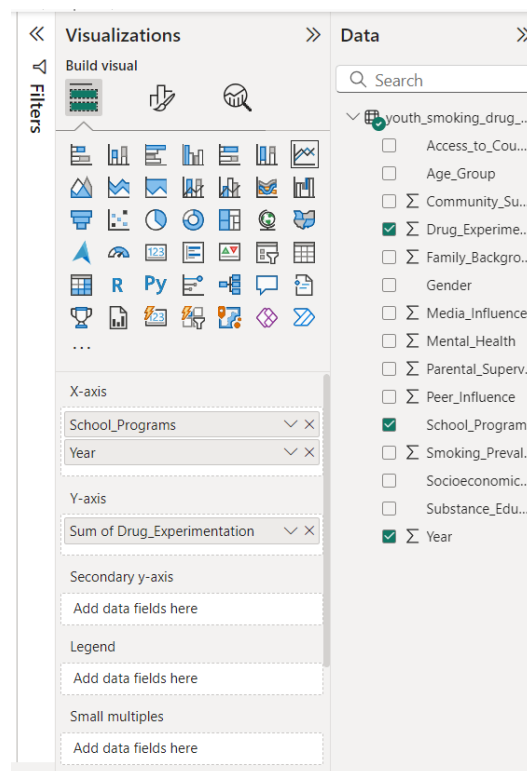 Visualizations
Data
Build visual
Search
Filters
youth_smoking_drug_...
Access_to_Cou...
Age_Group
Community_Su...
Drug_Experime...
Family_Backgro...
Gender
Media_Influence
Mental_Health
Parental_Superv.
Peer_Influence
School_Program
Smoking_Preval.
Socioeconomic...
Substance_Edu...
Year
123
R
Py
123
...
X-axis
School_Programs
Year
Y-axis
Sum of Drug_Experimentation
Secondary y-axis
Add data fields here
Legend
Add data fields here
Small multiples
Add data fields here